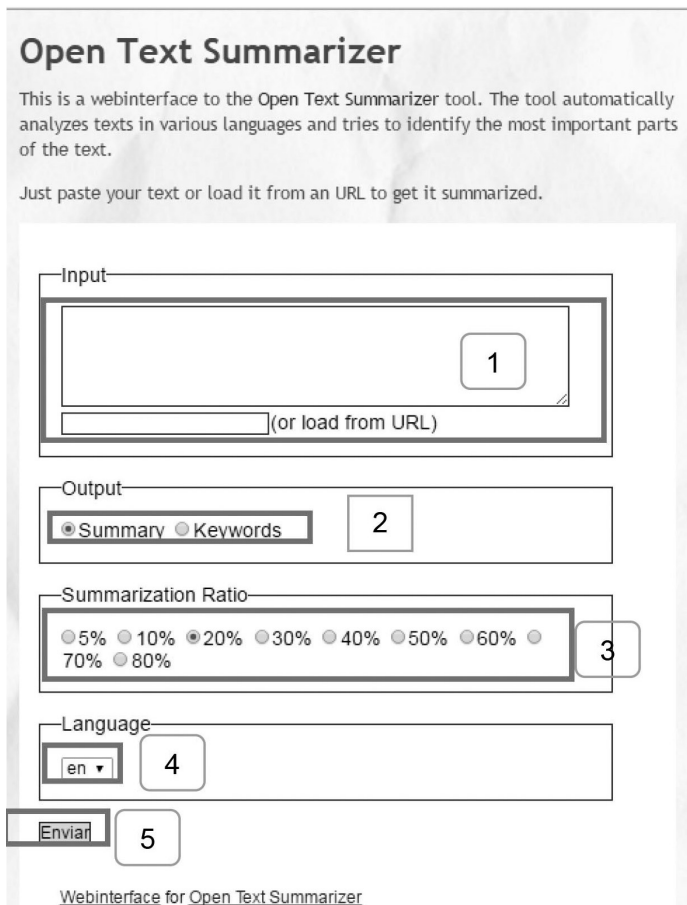 Open Text Summarizer
This is a webinterface to the Open Text Summarizer tool. The tool automatically
analyzes texts in various languages and tries to identify the most important parts
of the text.
Just paste your text or load it from an URL to get it summarized.
Input
1
(or load from URL)
Output
Summary Keywords
2
Summarization Ratio
5% 10% 20% 30% 40% 50% 60%
70% 80%
3
Language
en
4
Enviar
5
Webinterface for Open Text Summarizer